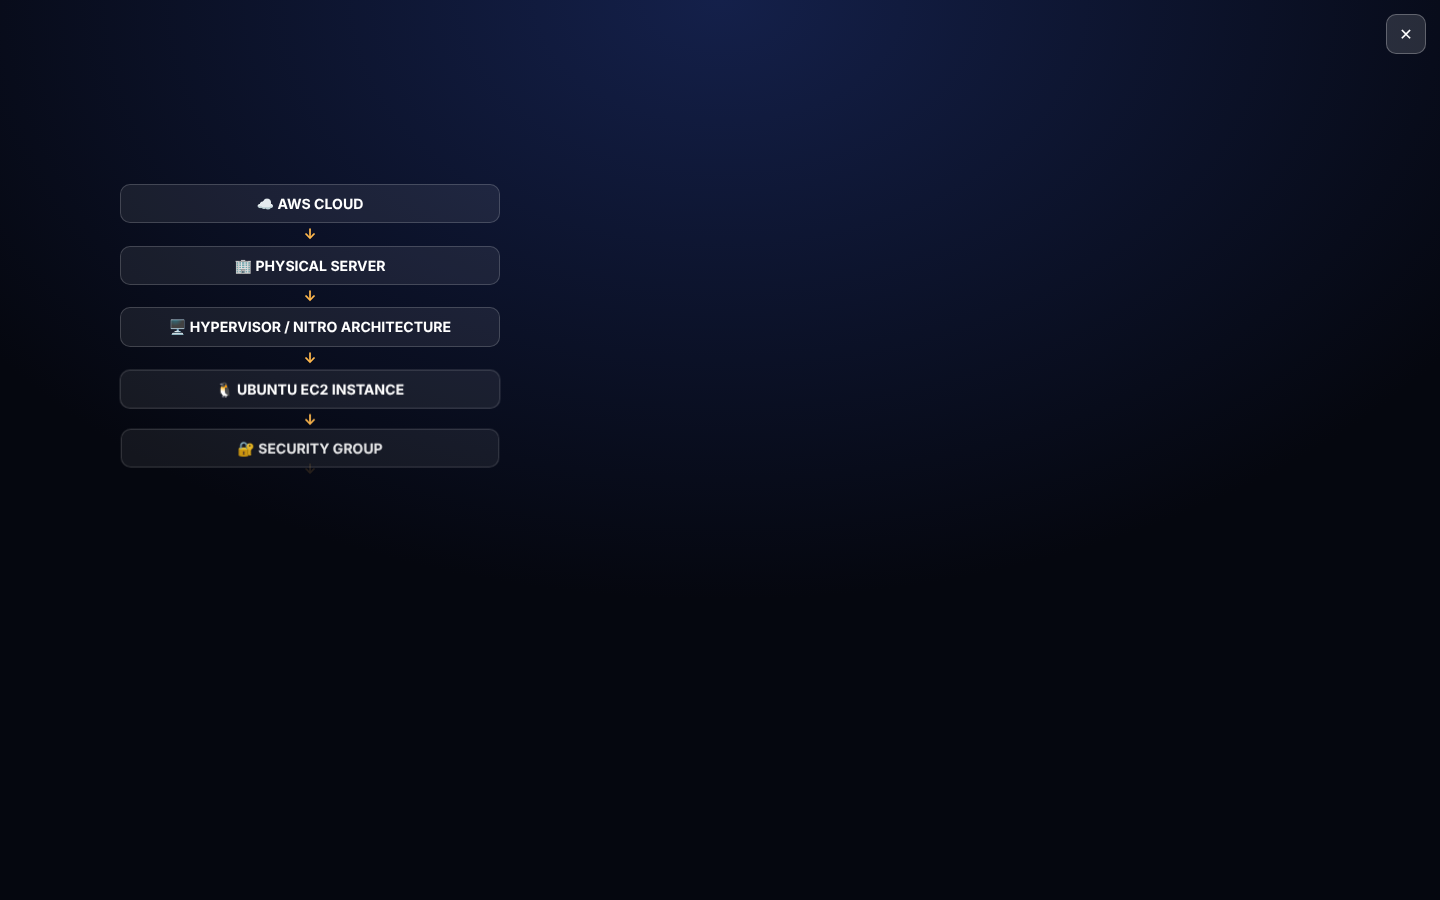 ☁️ AWS CLOUD
↓
🏢 PHYSICAL SERVER
↓
🖥️ HYPERVISOR / NITRO ARCHITECTURE
↓
🐧 UBUNTU EC2 INSTANCE
↓
🔐 SECURITY GROUP
↓